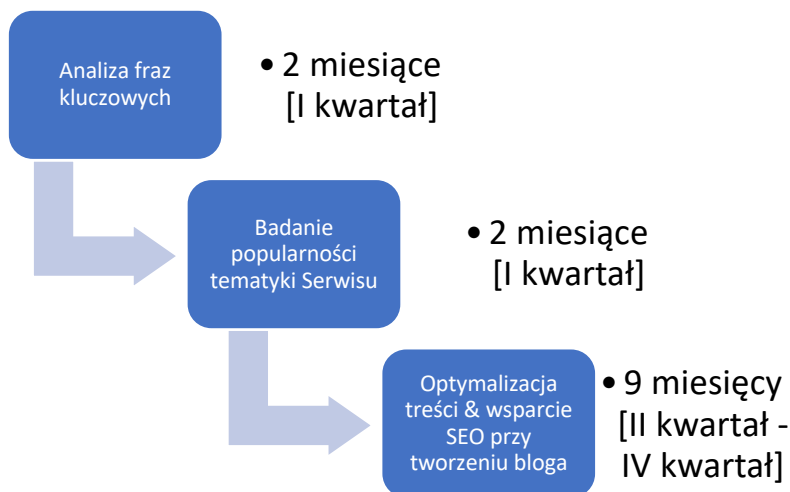 Analiza fraz
kluczowych
• 2 miesiące
[I kwartał]
Badanie
popularności
tematyki Serwisu
• 2 miesiące
[I kwartał]
Optymalizacja
treści & wsparcie
SEO przy
tworzeniu bloga
• 9 miesięcy
[II kwartał -
IV kwartał]